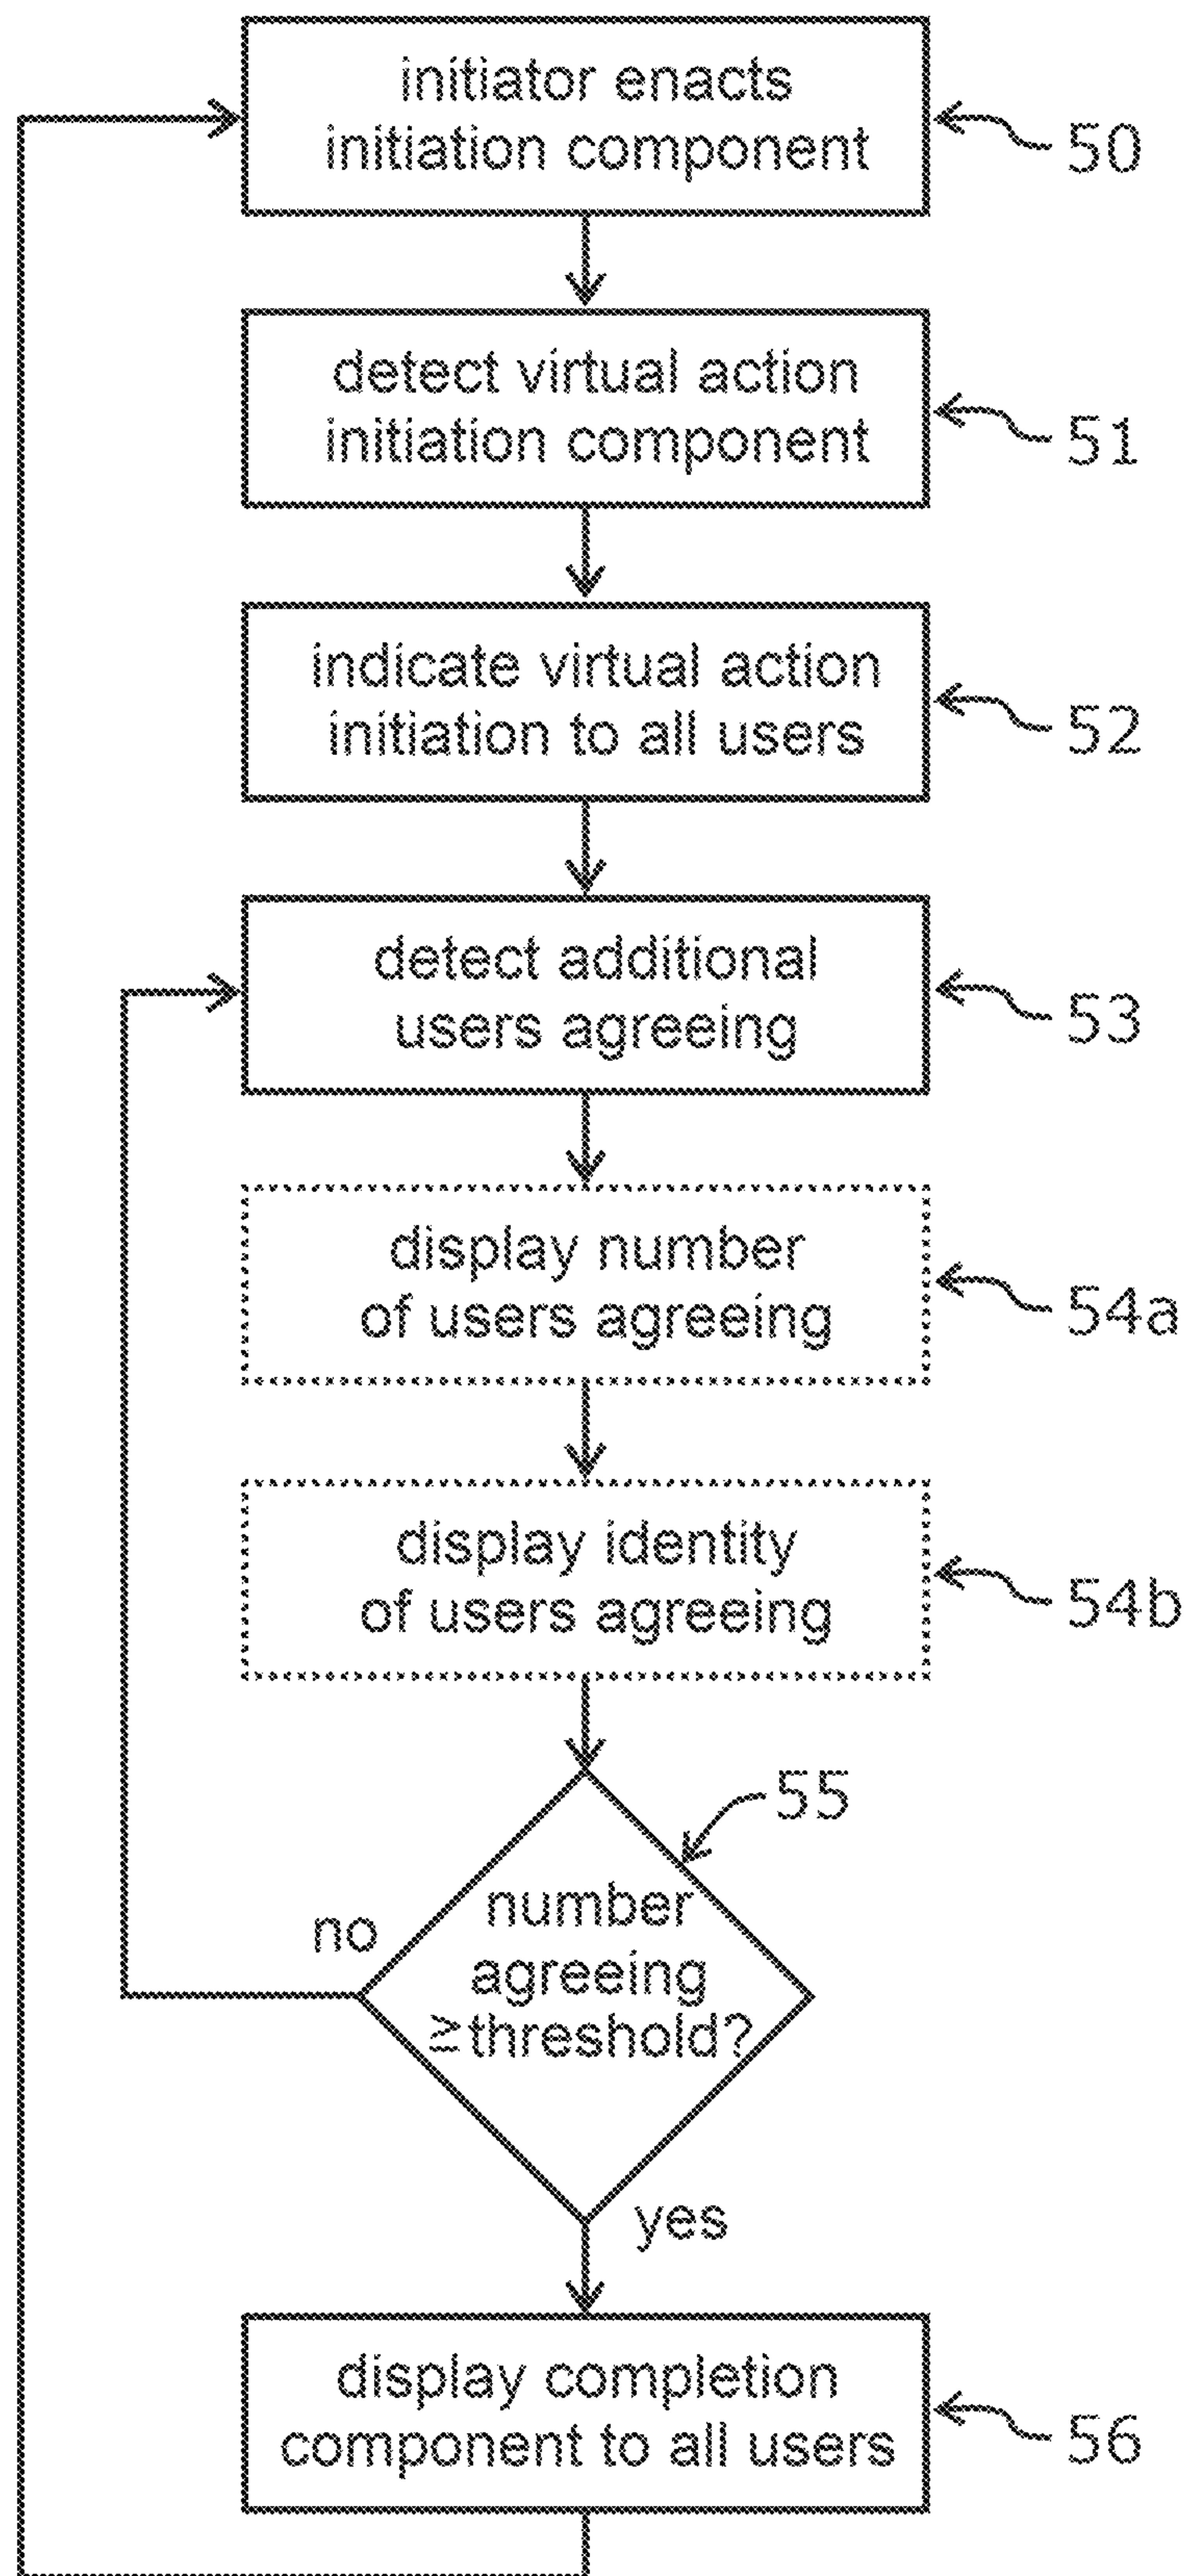 initiator enacts
initiation component
50
detect virtual action
initiation component
51
indicate virtual action
initiation to all users
52
detect additional
users agreeing
53
display number
of users agreeing
54a
display identity
of users agreeing
54b
55
number
agreeing
≥threshold?
no
yes
display completion
component to all users
56